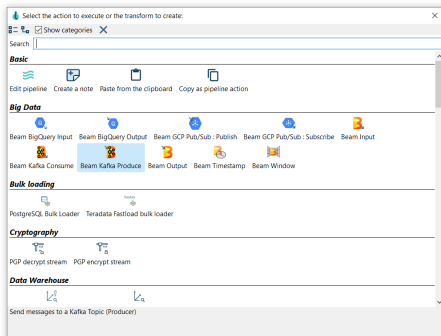 Select the action to execute or the transform to create:
Show categories
Search
Basic
Edit pipeline Create a note Paste from the clipboard Copy as pipeline action
Big Data
Beam BigQuery Input Beam BigQuery Output Beam GCP Pub/Sub : Publish Beam GCP Pub/Sub : Subscribe Beam Input
Beam Kafka Consume Beam Kafka Produce Beam Output Beam Timestamp Beam Window
Bulk loading
PostgreSQL Bulk Loader Teradata Fastload bulk loader
Cryptography
PGP decrypt stream PGP encrypt stream
Data Warehouse
Send messages to a Kafka Topic (Producer)